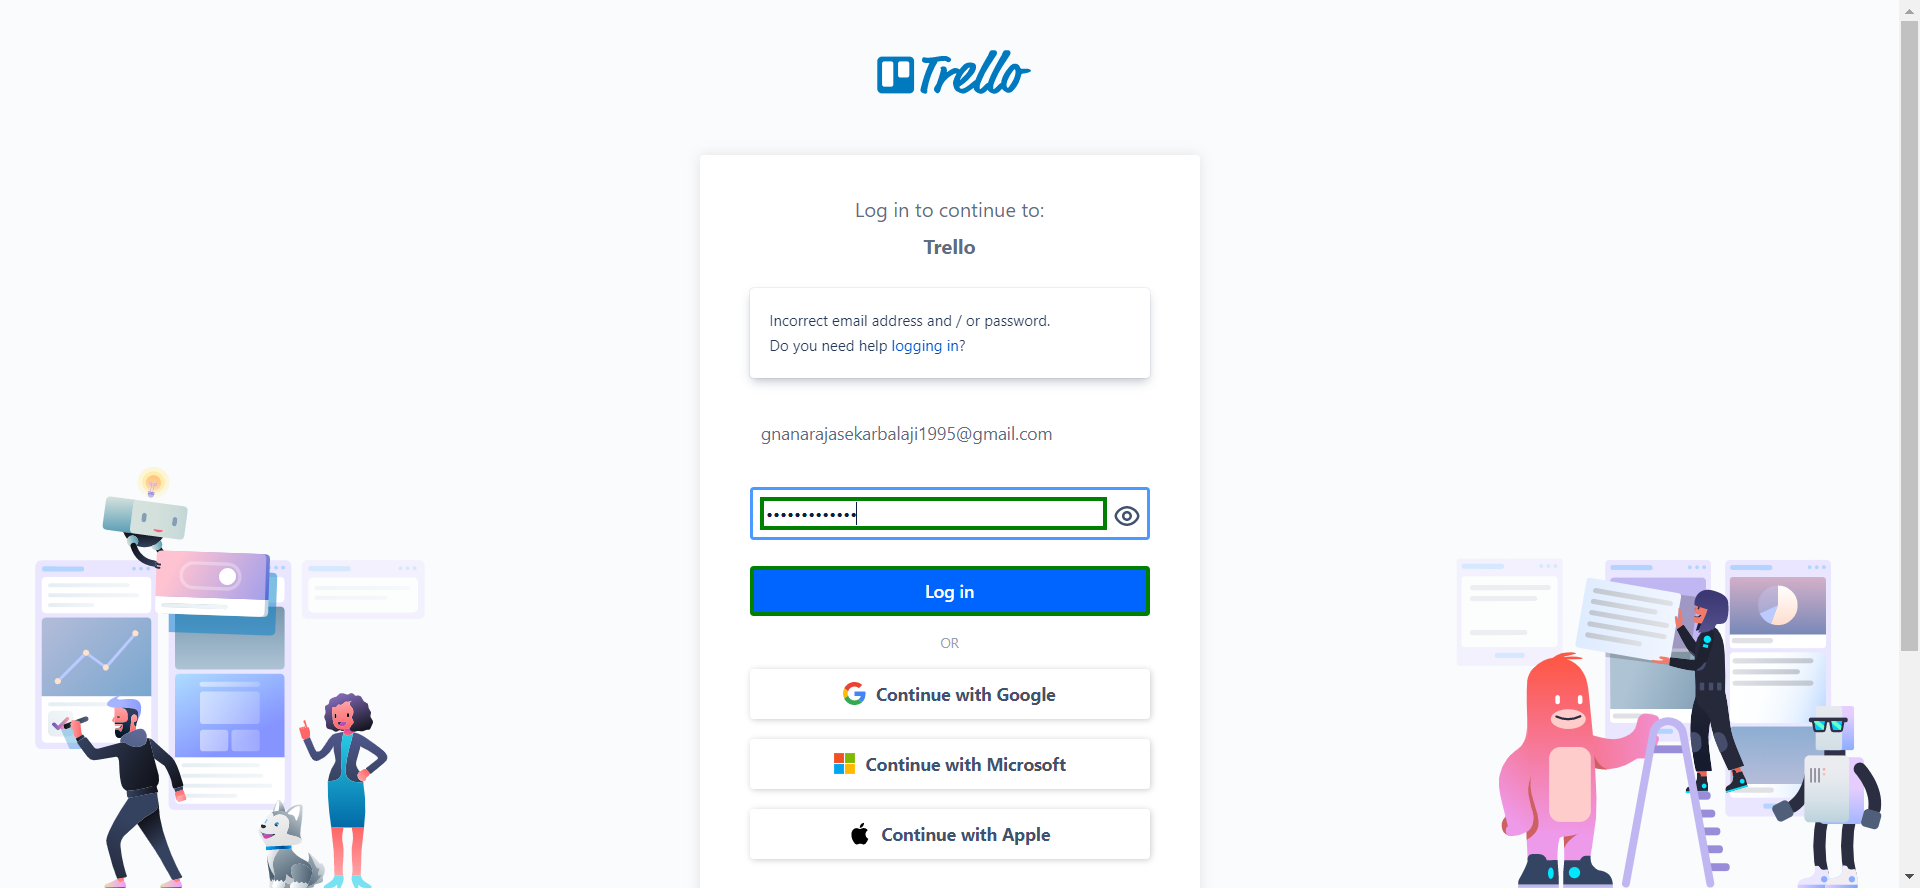 Trello
Log in to continue to:
Trello
Incorrect email address and / or password.
Do you need help logging in?
gnanarajasekarbalaji1995@gmail.com
•••••••••••••
Log in
OR
Continue with Google
Continue with Microsoft
Continue with Apple